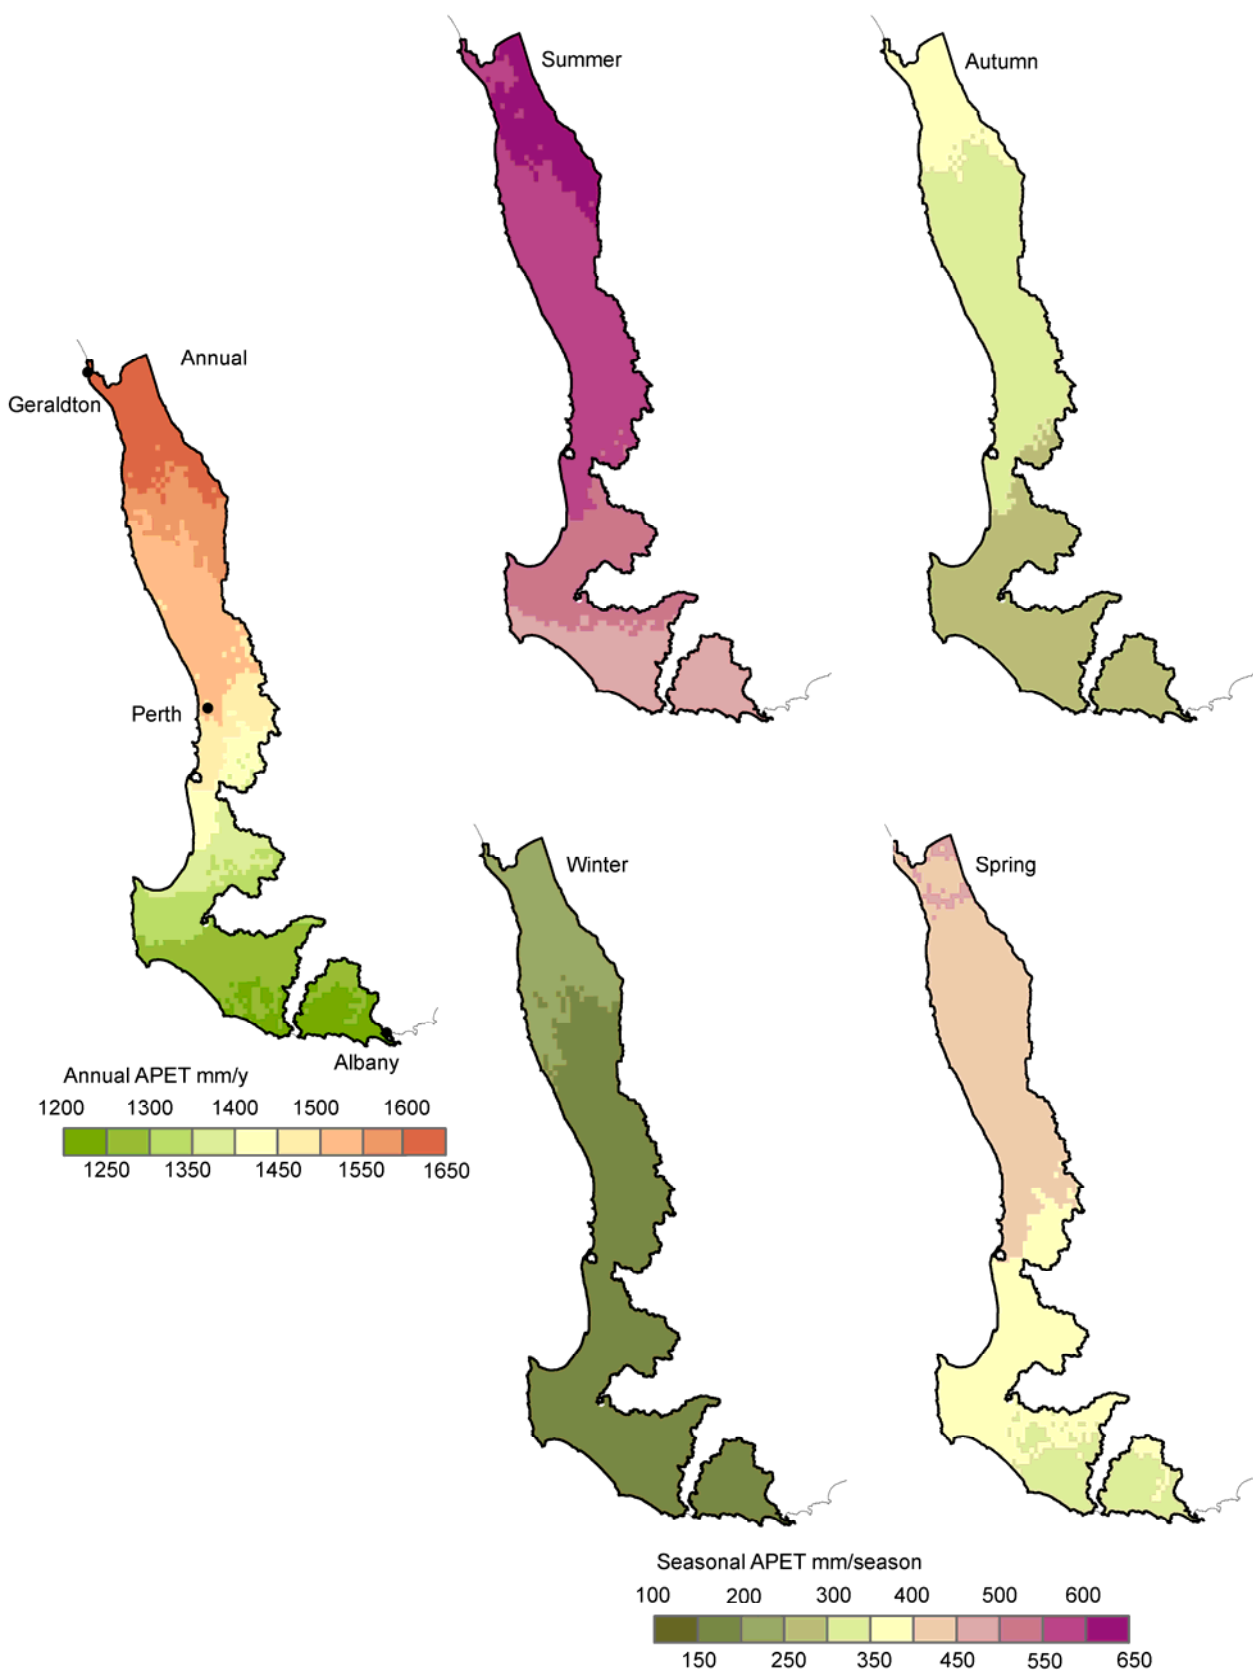 Summer
Autumn
Annual
Geraldton
Perth
Albany
Annual APET mm/y
1200 1300 1400 1500 1600
1250 1350 1450 1550 1650
Winter
Spring
Seasonal APET mm/season
100 200 300 400 500 600
150 250 350 450 550 650